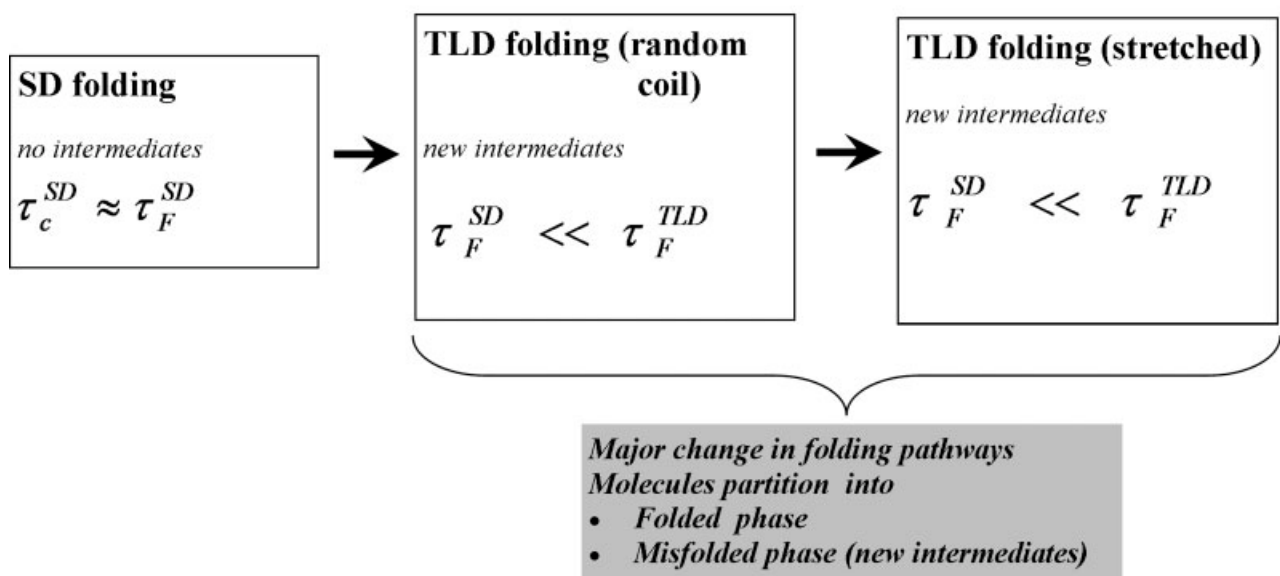 SD folding
no intermediates
τ_c^SD ≈ τ_F^SD
TLD folding (random
coil)
new intermediates
τ_F^SD << τ_F^TLD
TLD folding (stretched)
new intermediates
τ_F^SD << τ_F^TLD
Major change in folding pathways
Molecules partition into
• Folded phase
• Misfolded phase (new intermediates)